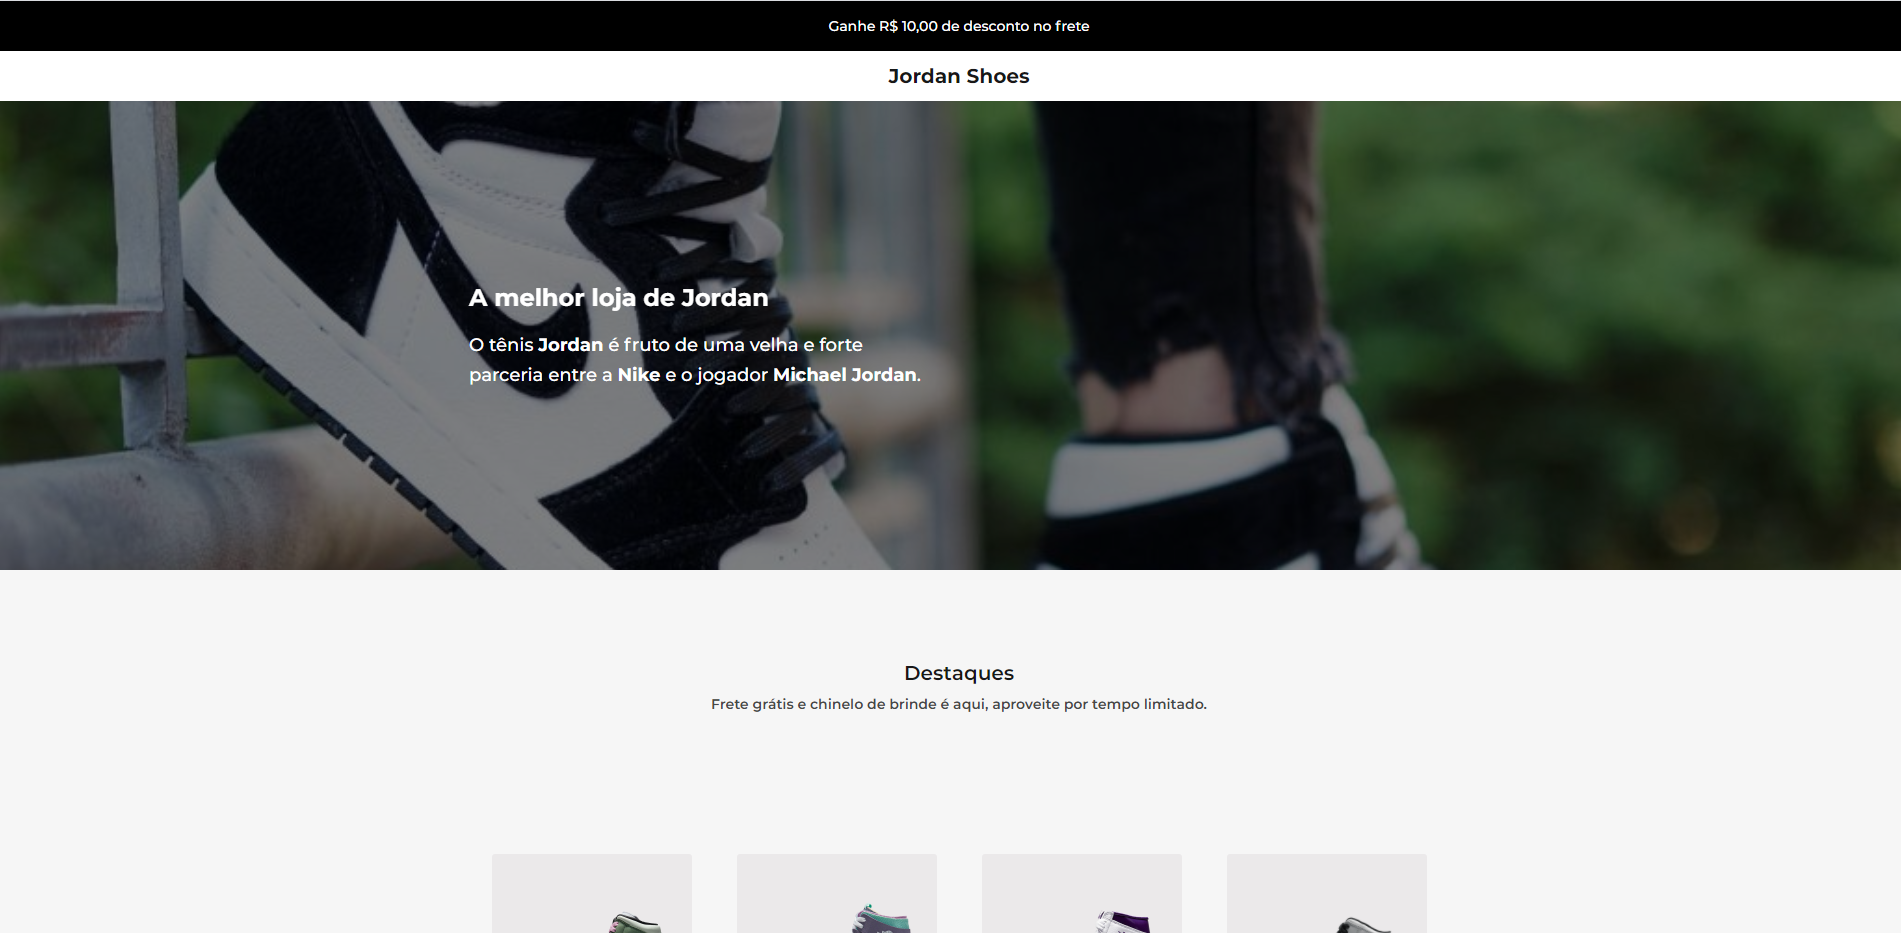 Ganhe R$ 10,00 de desconto no frete
Jordan Shoes
A melhor loja de Jordan
O tênis Jordan é fruto de uma velha e forte
parceria entre a Nike e o jogador Michael Jordan.
Destaques
Frete grátis e chinelo de brinde é aqui, aproveite por tempo limitado.